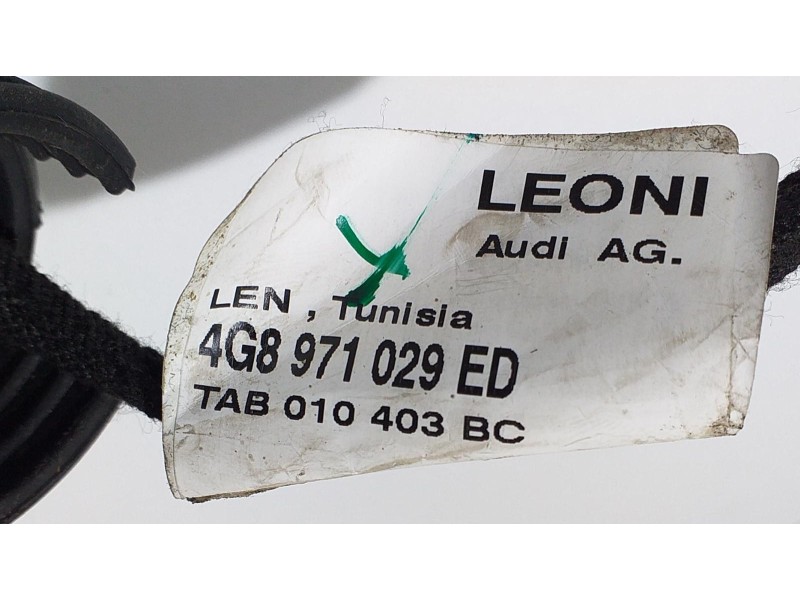 LEONI
Audi AG.
LEN , Tunisia
4G8 971 029 ED
TAB 010 403 BC